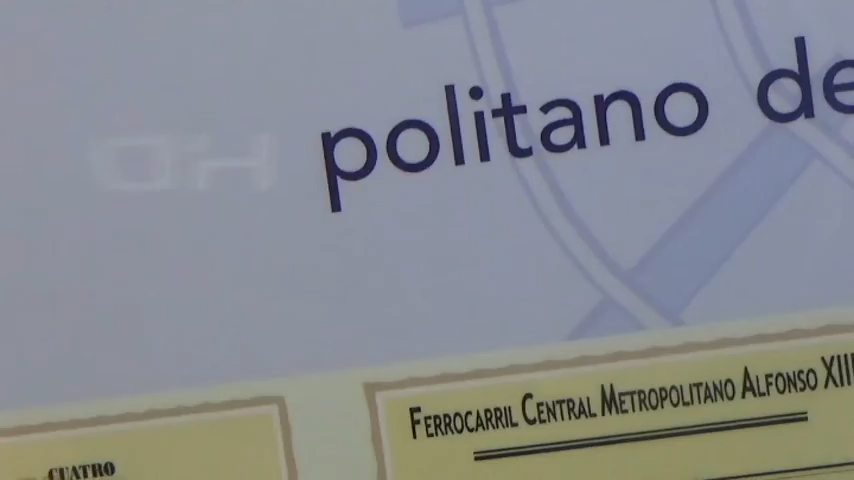 politano de
FERROCARRIL CENTRAL METROPOLITANO ALFONSO XIII
CUATRO